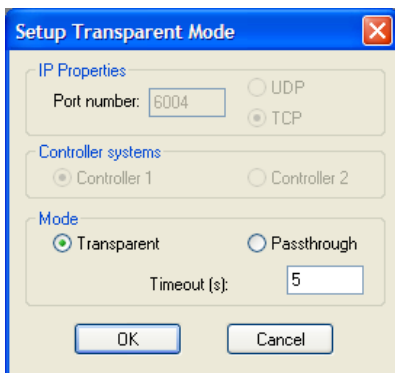 Setup Transparent Mode
IP Properties
Port number: 6004
UDP
TCP
Controller systems
Controller 1
Controller 2
Mode
Transparent
Passthrough
Timeout (s): 5
OK
Cancel